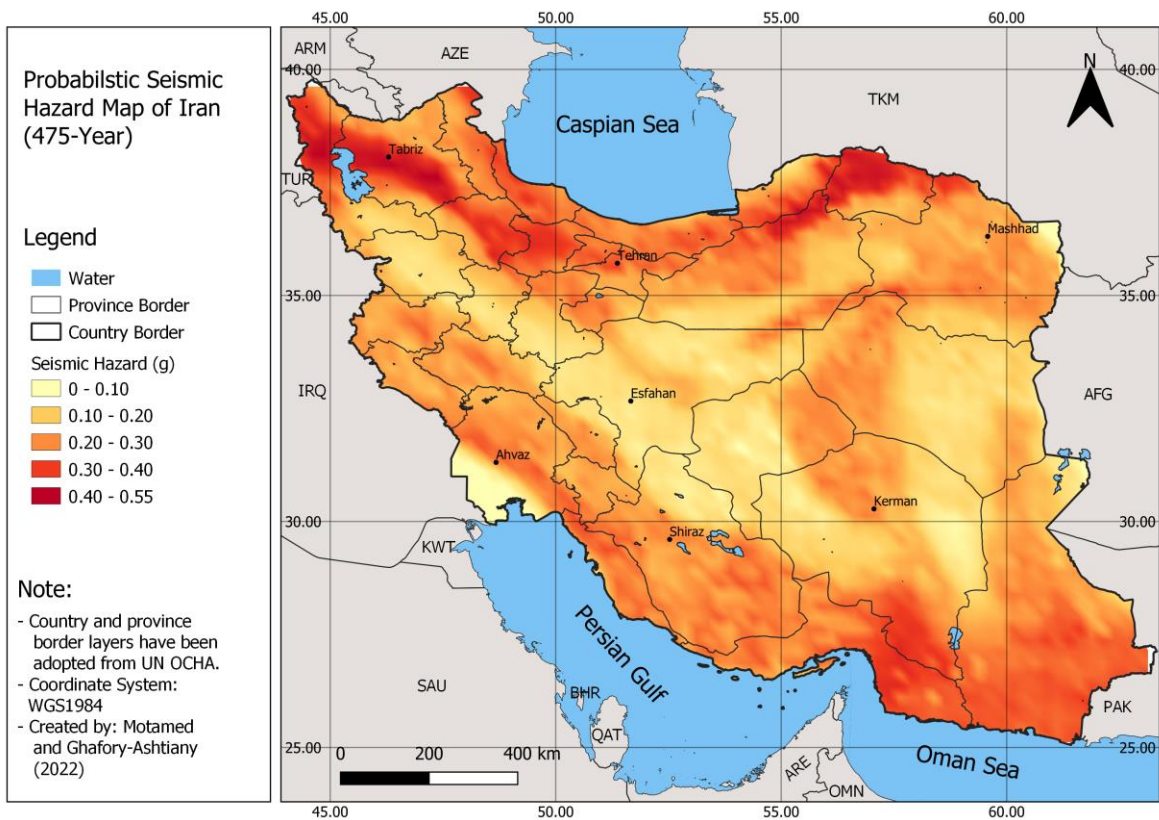 Probabilstic Seismic
Hazard Map of Iran
(475-Year)
Legend
Water
Province Border
Country Border
Seismic Hazard (g)
0 - 0.10
0.10 - 0.20
0.20 - 0.30
0.30 - 0.40
0.40 - 0.55
Note:
- Country and province
border layers have been
adopted from UN OCHA.
- Coordinate System:
WGS1984
- Created by: Motamed
and Ghafory-Ashtiany
(2022)
45.00 50.00 55.00 60.00
ARM AZE
N
40.00 40.00
TKM
Caspian Sea
Tabriz
TUR
Mashhad
Tehran
35.00 35.00
IRQ
Esfahan
AFG
Ahvaz
Kerman
30.00 30.00
KWT
Shiraz
Persian Gulf
SAU
BHR
QAT
PAK
25.00 25.00
Oman Sea
ARE
OMN
0 200 400 km
45.00 50.00 55.00 60.00